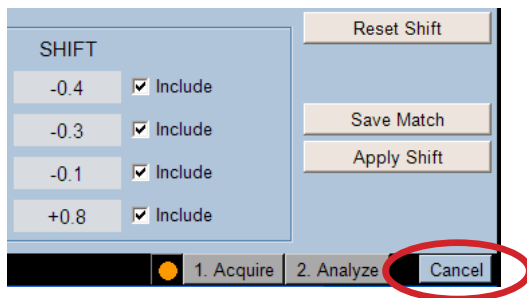 Reset Shift
SHIFT
-0.4 Include
-0.3 Include
Save Match
-0.1 Include
Apply Shift
+0.8 Include
1. Acquire 2. Analyze Cancel